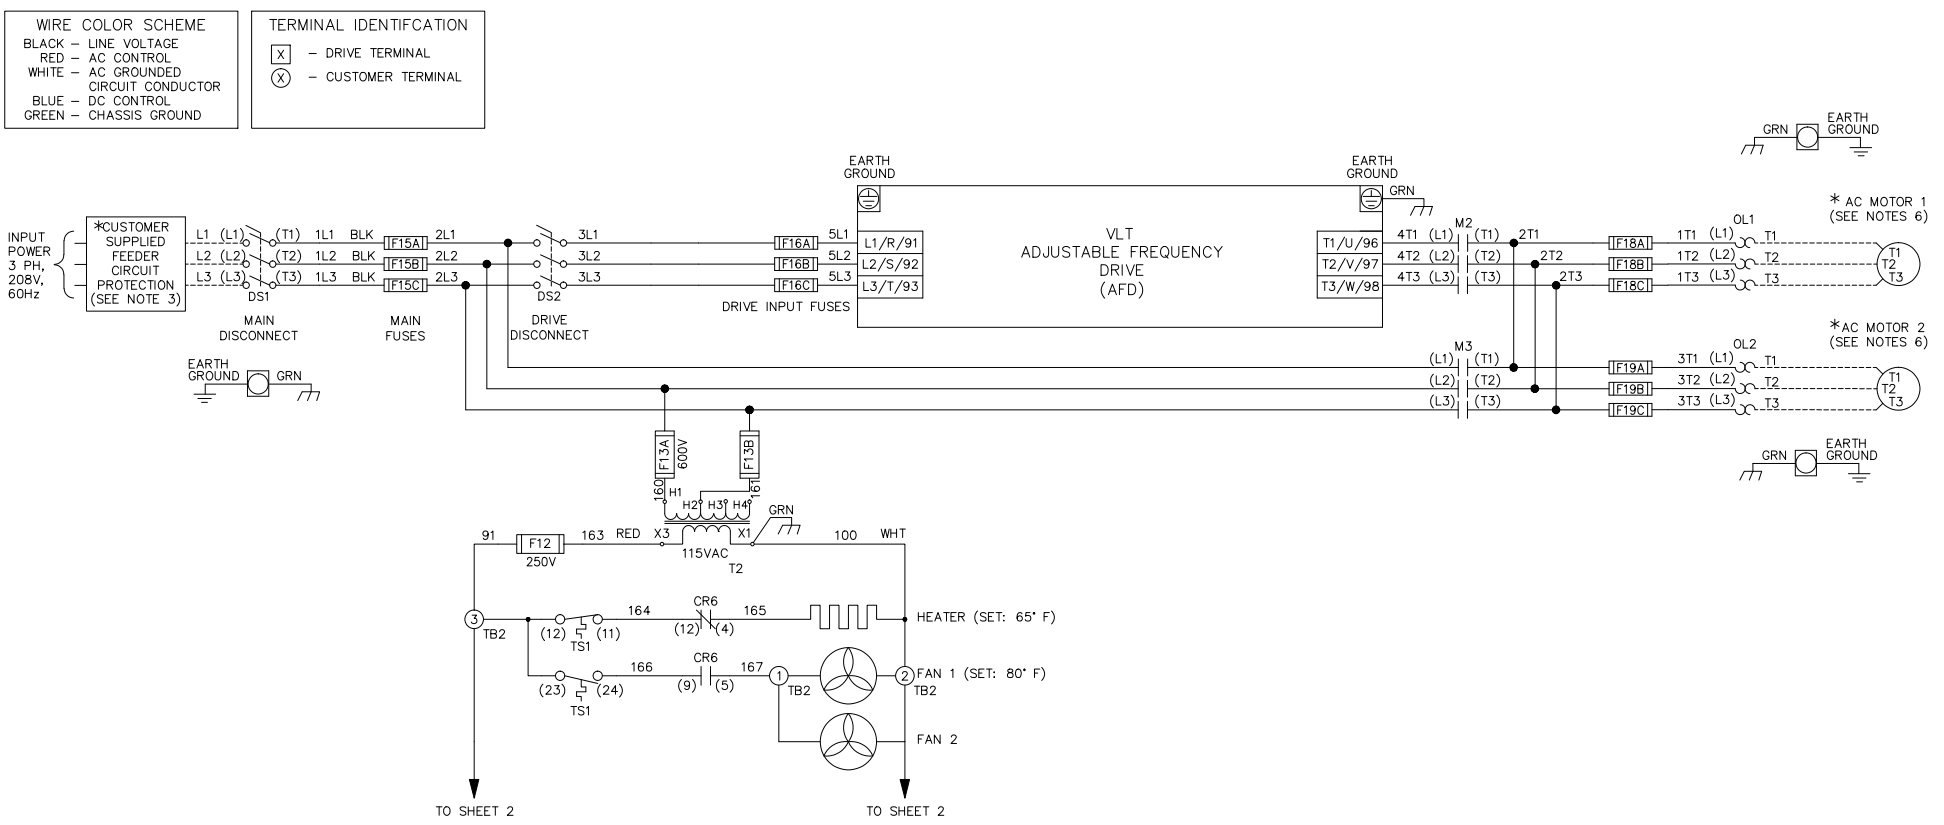 WIRE COLOR SCHEME
BLACK – LINE VOLTAGE
RED – AC CONTROL
WHITE – AC GROUNDED
CIRCUIT CONDUCTOR
BLUE – DC CONTROL
GREEN – CHASSIS GROUND
TERMINAL IDENTIFCATION
X – DRIVE TERMINAL
X – CUSTOMER TERMINAL
INPUT
POWER
3 PH,
208V,
60Hz
*CUSTOMER
SUPPLIED
FEEDER
CIRCUIT
PROTECTION
(SEE NOTE 3)
L1 (L1) (T1) 1L1 BLK F15A 2L1 3L1 F16A 5L1 L1/R/91
L2 (L2) (T2) 1L2 BLK F15B 2L2 3L2 F16B 5L2 L2/S/92
L3 (L3) (T3) 1L3 BLK F15C 2L3 3L3 F16C 5L3 L3/T/93
DS1
DS2
MAIN
DISCONNECT
MAIN
FUSES
DRIVE
DISCONNECT
DRIVE INPUT FUSES
EARTH
GROUND
GRN
EARTH
GROUND
VLT
ADJUSTABLE FREQUENCY
DRIVE
(AFD)
EARTH
GROUND
GRN
M2
T1/U/96 4T1 (L1) (T1) 2T1 F18A 1T1 (L1) T1
T2/V/97 4T2 (L2) (T2) 2T2 F18B 1T2 (L2) T2
T3/W/98 4T3 (L3) (T3) 2T3 F18C 1T3 (L3) T3
OL1
GRN
EARTH
GROUND
* AC MOTOR 1
(SEE NOTES 6)
T1
T2
T3
M3
(L1) (T1) F19A 3T1 (L1) T1
(L2) (T2) F19B 3T2 (L2) T2
(L3) (T3) F19C 3T3 (L3) T3
OL2
* AC MOTOR 2
(SEE NOTES 6)
T1
T2
T3
GRN
EARTH
GROUND
F13A
600V
F13B
160
161
H1
H2 H3 H4
GRN
91 F12 163 RED X3 X1 100 WHT
250V
115VAC
T2
3
TB2
(12) (11)
TS1
164
CR6
(12) (4)
165
HEATER (SET: 65° F)
(23) (24)
TS1
166
CR6
(9) (5)
167
1
TB2
2
TB2
FAN 1 (SET: 80° F)
FAN 2
TO SHEET 2
TO SHEET 2